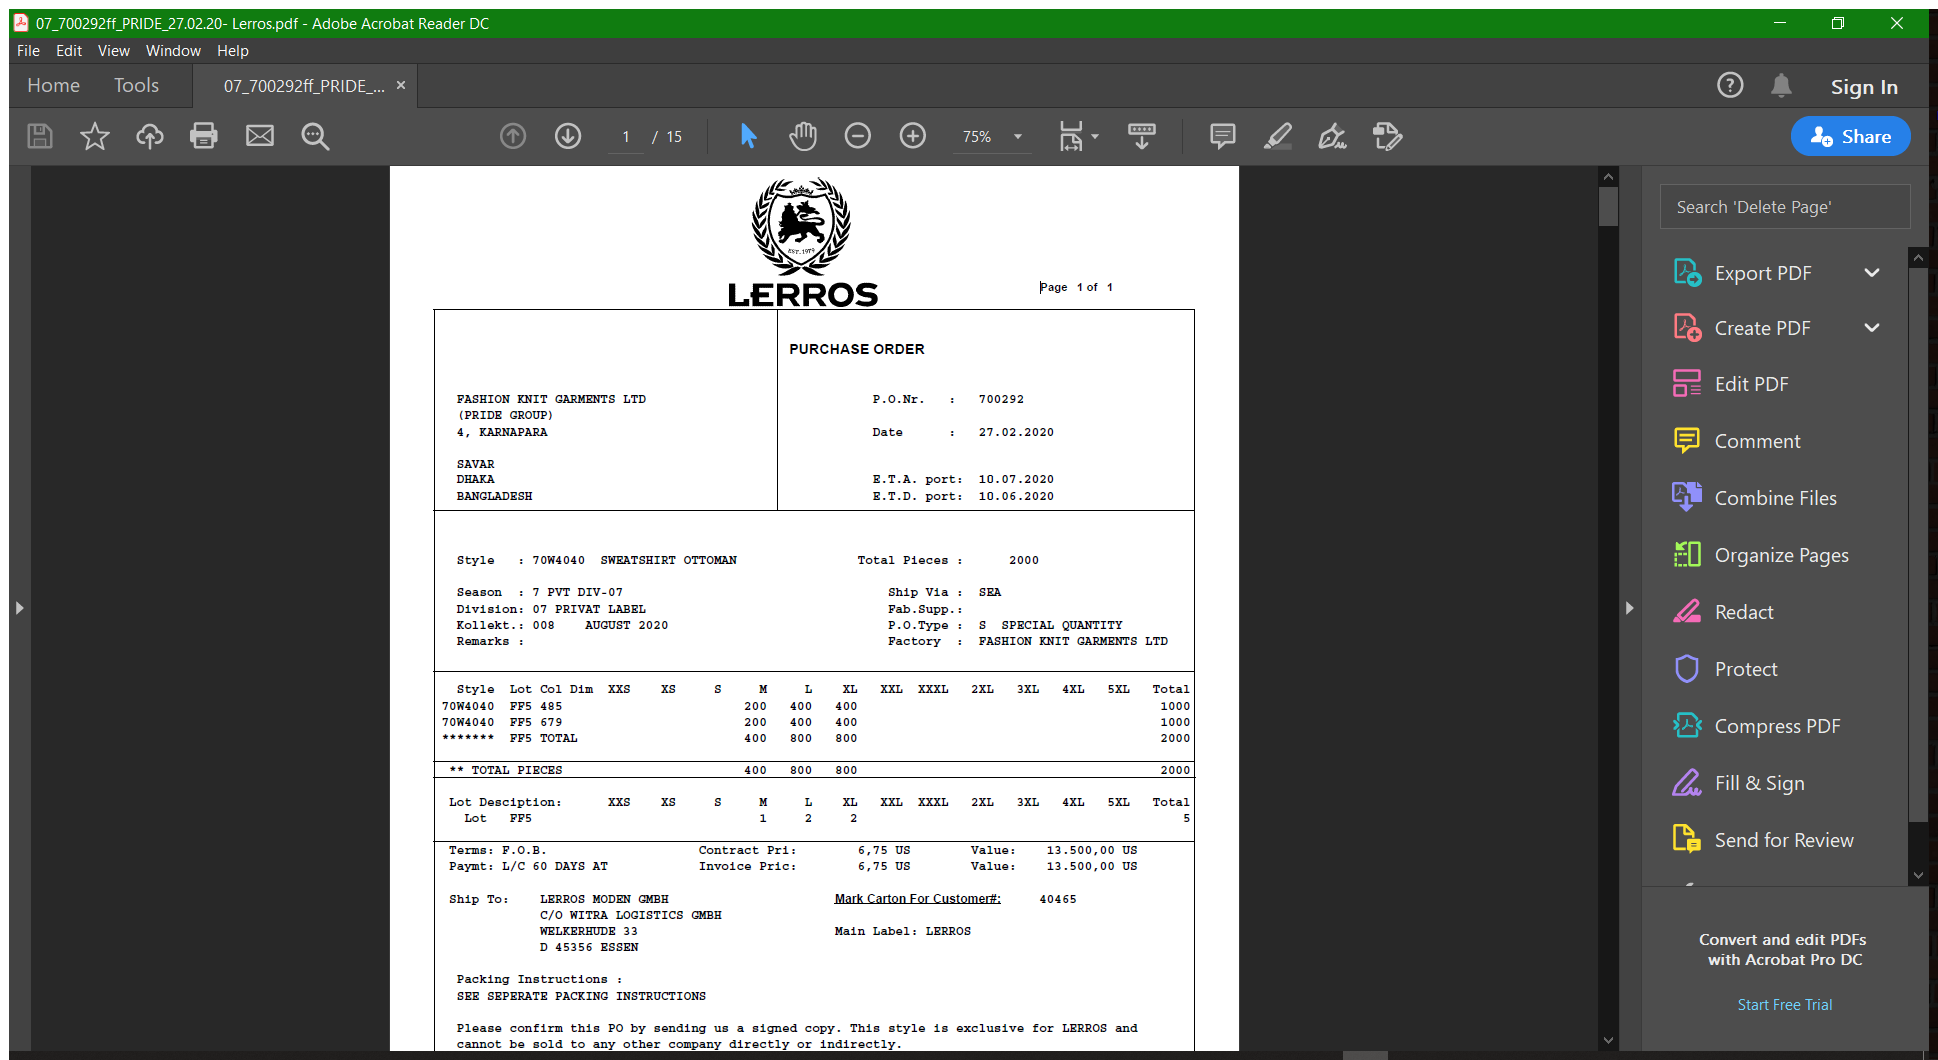 07_700292ff_PRIDE_27.02.20- Lerros.pdf - Adobe Acrobat Reader DC
File Edit View Window Help
Home Tools 07_700292ff_PRIDE_... × Sign In
1 / 15 75% Share
EST. 1979
LERROS
Page 1 of 1
PURCHASE ORDER
FASHION KNIT GARMENTS LTD P.O.Nr. : 700292
(PRIDE GROUP)
4, KARNAPARA Date : 27.02.2020
SAVAR
DHAKA E.T.A. port: 10.07.2020
BANGLADESH E.T.D. port: 10.06.2020
Style : 70W4040 SWEATSHIRT OTTOMAN Total Pieces : 2000
Season : 7 PVT DIV-07 Ship Via : SEA
Division: 07 PRIVAT LABEL Fab.Supp.:
Kollekt.: 008 AUGUST 2020 P.O.Type : S SPECIAL QUANTITY
Remarks : Factory : FASHION KNIT GARMENTS LTD
Style Lot Col Dim XXS XS S M L XL XXL XXXL 2XL 3XL 4XL 5XL Total
70W4040 FF5 485 200 400 400 1000
70W4040 FF5 679 200 400 400 1000
******* FF5 TOTAL 400 800 800 2000
** TOTAL PIECES 400 800 800 2000
Lot Desciption: XXS XS S M L XL XXL XXXL 2XL 3XL 4XL 5XL Total
Lot FF5 1 2 2 5
Terms: F.O.B. Contract Pri: 6,75 US Value: 13.500,00 US
Paymt: L/C 60 DAYS AT Invoice Pric: 6,75 US Value: 13.500,00 US
Ship To: LERROS MODEN GMBH Mark Carton For Customer#: 40465
C/O WITRA LOGISTICS GMBH
WELKERHUDE 33 Main Label: LERROS
D 45356 ESSEN
Packing Instructions :
SEE SEPERATE PACKING INSTRUCTIONS
Please confirm this PO by sending us a signed copy. This style is exclusive for LERROS and
cannot be sold to any other company directly or indirectly.
Search 'Delete Page'
Export PDF
Create PDF
Edit PDF
Comment
Combine Files
Organize Pages
Redact
Protect
Compress PDF
Fill & Sign
Send for Review
Convert and edit PDFs
with Acrobat Pro DC
Start Free Trial